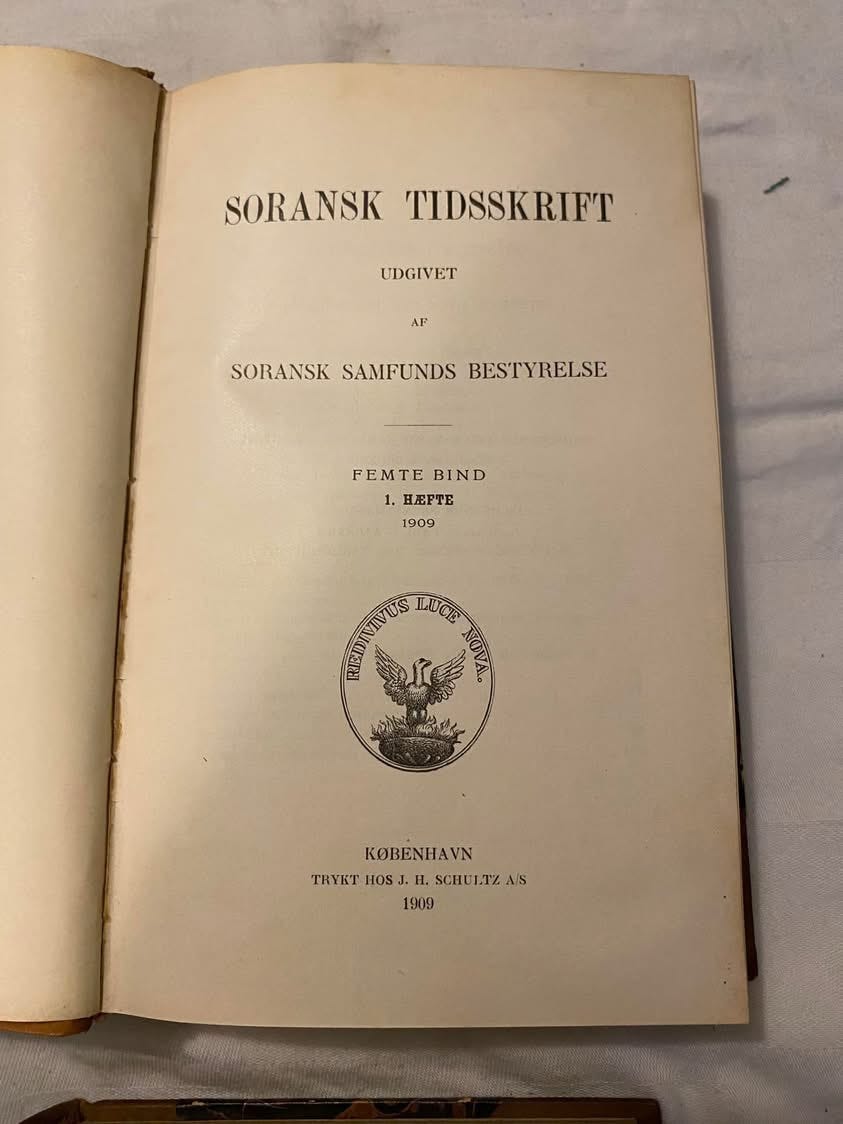 SORANSK TIDSSKRIFT
UDGIVET
AF
SORANSK SAMFUNDS BESTYRELSE
FEMTE BIND
1. HÆFTE
1909
REDIVIVUS LUCE NOVA.
KØBENHAVN
TRYKT HOS J. H. SCHULTZ A/S
1909